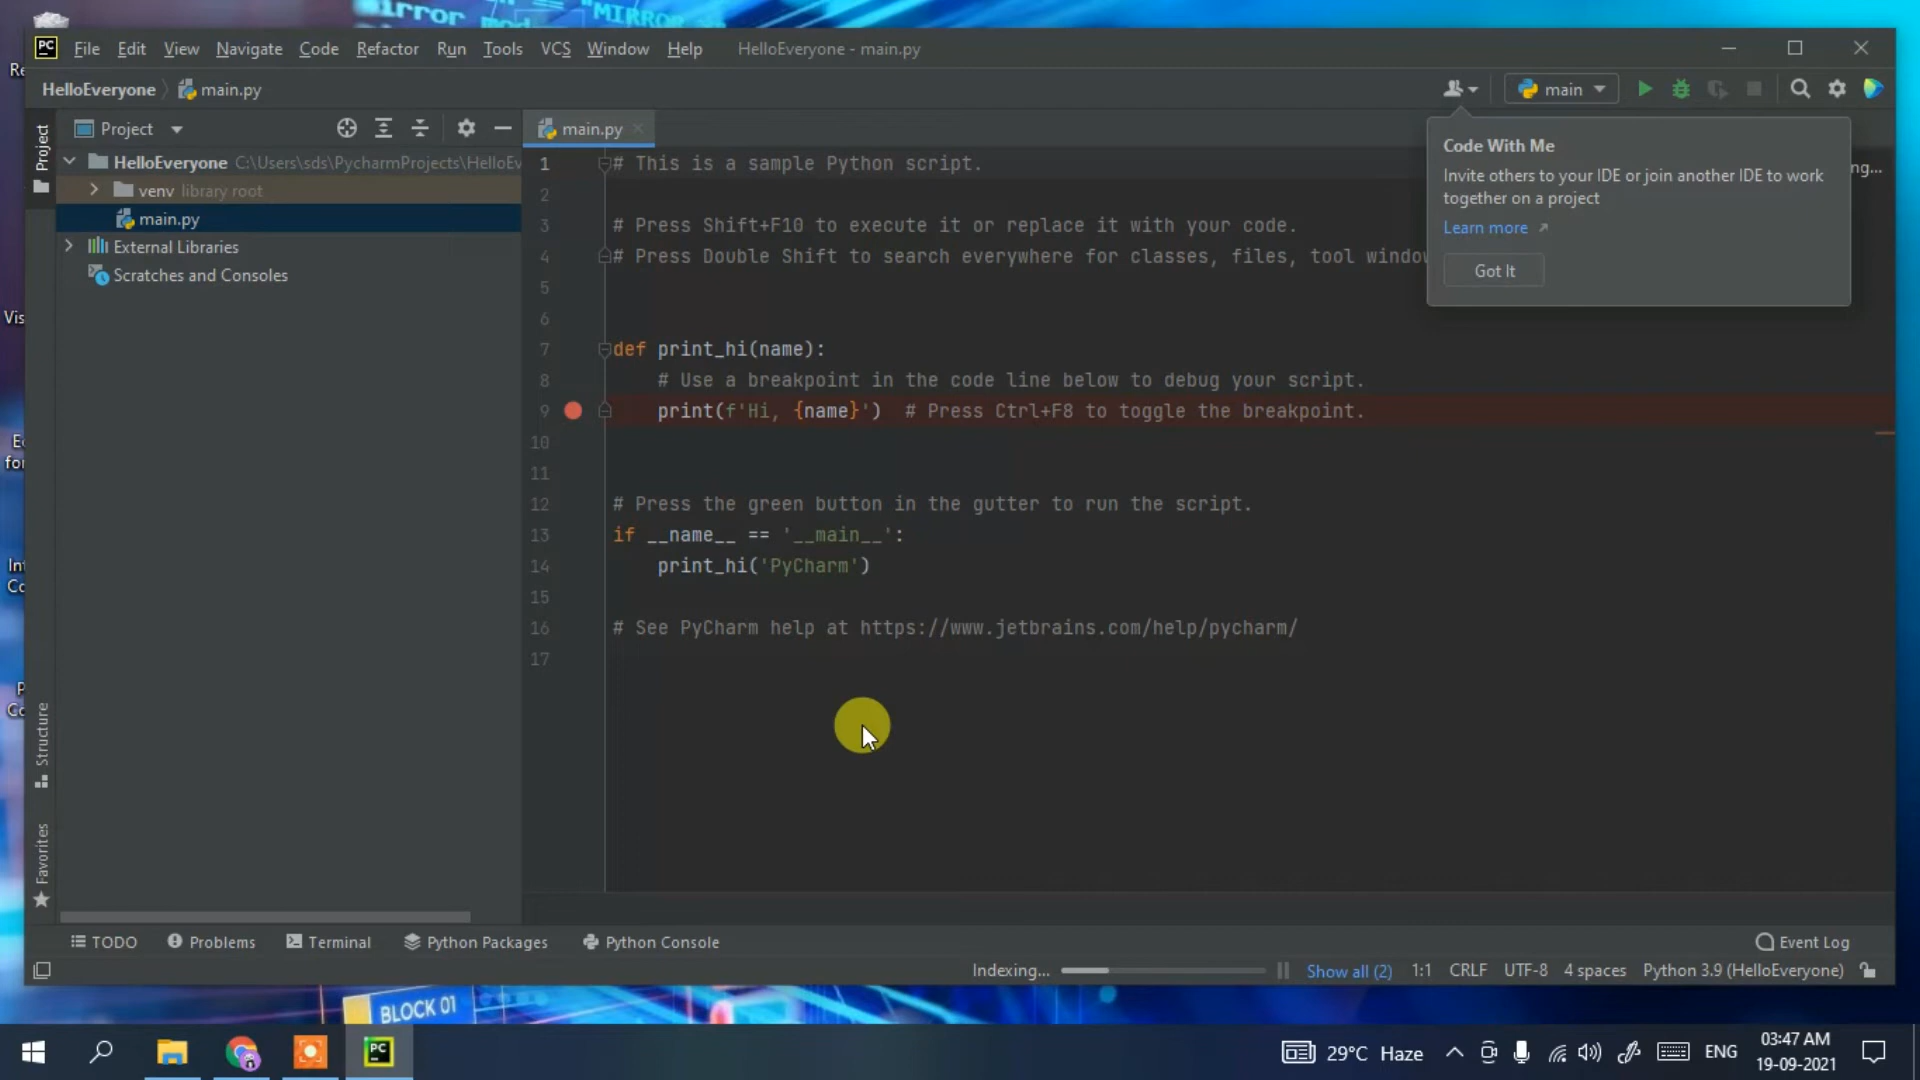 irror mod
== "MIRROR
PC
File Edit View Navigate Code Refactor Run Tools VCS Window Help HelloEveryone - main.py
HelloEveryone main.py
main
Project
main.py
Project
HelloEveryone C:\Users\sds\PycharmProjects\HelloEv
venv library root
main.py
External Libraries
Scratches and Consoles
1 # This is a sample Python script.
2
3 # Press Shift+F10 to execute it or replace it with your code.
4 # Press Double Shift to search everywhere for classes, files, tool window
5
6
7 def print_hi(name):
8 # Use a breakpoint in the code line below to debug your script.
9 print(f'Hi, {name}') # Press Ctrl+F8 to toggle the breakpoint.
10
11
12 # Press the green button in the gutter to run the script.
13 if __name__ == '__main__':
14 print_hi('PyCharm')
15
16 # See PyCharm help at https://www.jetbrains.com/help/pycharm/
17
Code With Me
Invite others to your IDE or join another IDE to work
together on a project
Learn more
Got It
ng...
Re
Vis
Structure
Favorites
TODO Problems Terminal Python Packages Python Console Event Log
Indexing... Show all (2) 1:1 CRLF UTF-8 4 spaces Python 3.9 (HelloEveryone)
BLOCK 01
PC
29°C Haze ENG
03:47 AM
19-09-2021